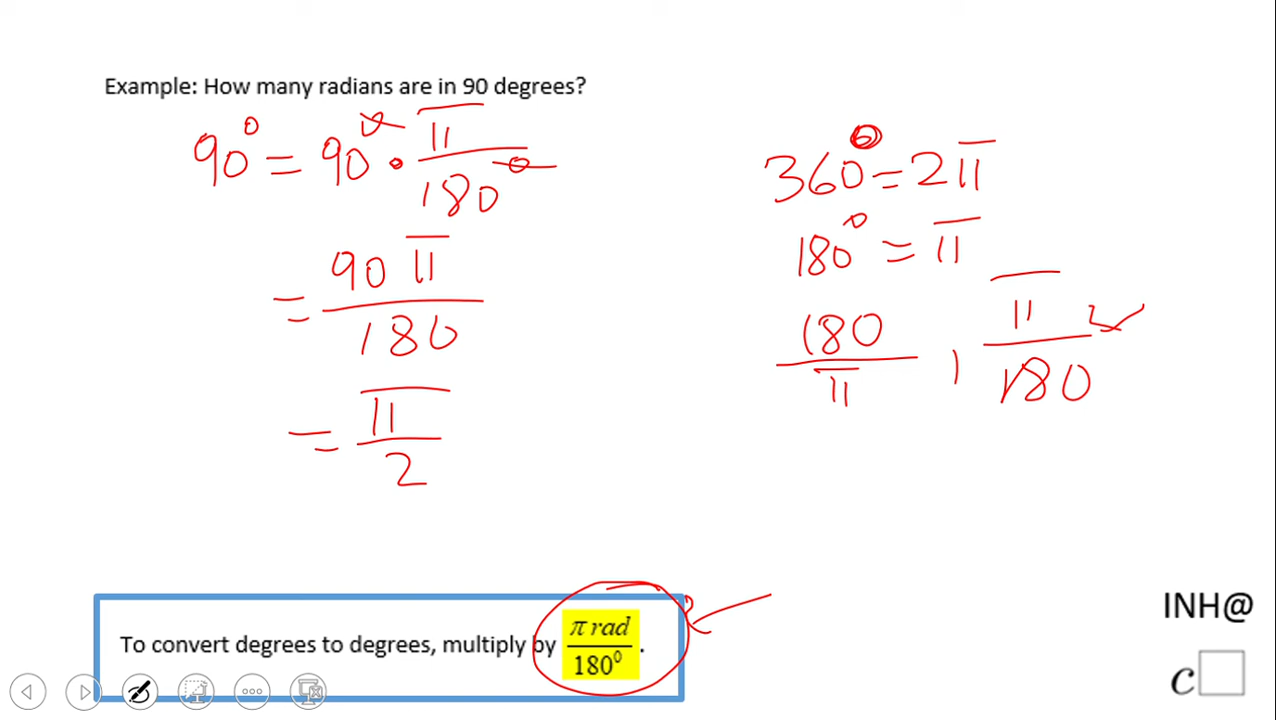 Example: How many radians are in 90 degrees?
90° = 90° · π/180°
= 90π/180
= π/2
360° = 2π
180° = π
180/π , π/180
To convert degrees to degrees, multiply by π rad/180⁰.
INH@
c